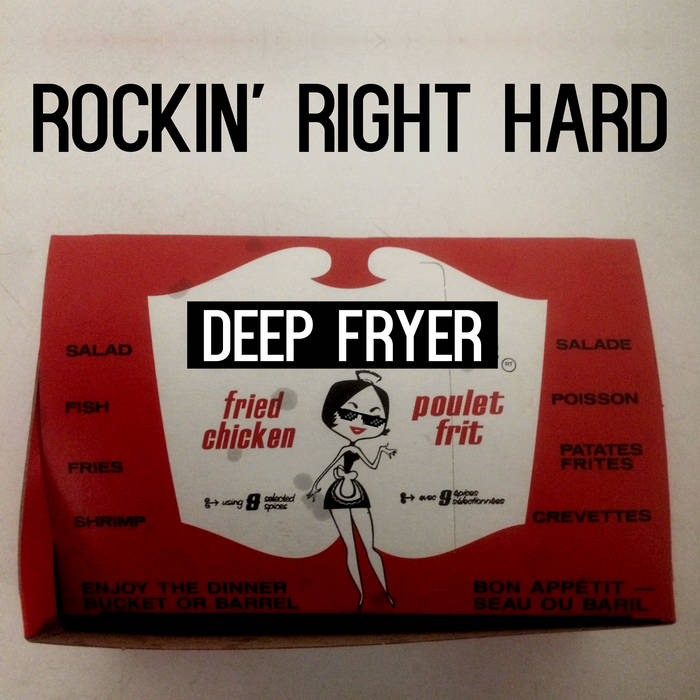 ROCKIN' RIGHT HARD
DEEP FRYER
RT
SALAD
FISH
FRIES
SHRIMP
fried
chicken
using 9 selected
spices
poulet
frit
avec 9 épices
sélectionnées
SALADE
POISSON
PATATES
FRITES
CREVETTES
ENJOY THE DINNER
BUCKET OR BARREL
BON APPÉTIT —
SEAU OU BARIL